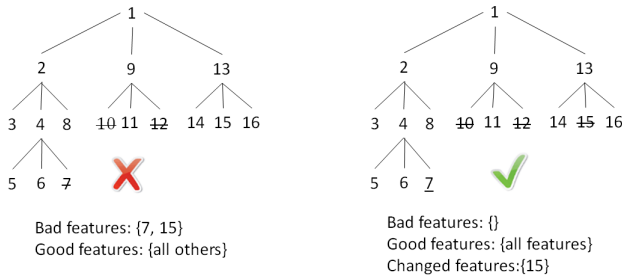 1 1
2 9 13 2 9 13
3 4 8 10 11 12 14 15 16 3 4 8 10 11 12 14 15 16
5 6 7 5 6 7
Bad features: {7, 15}
Good features: {all others}
Bad features: {}
Good features: {all features}
Changed features:{15}